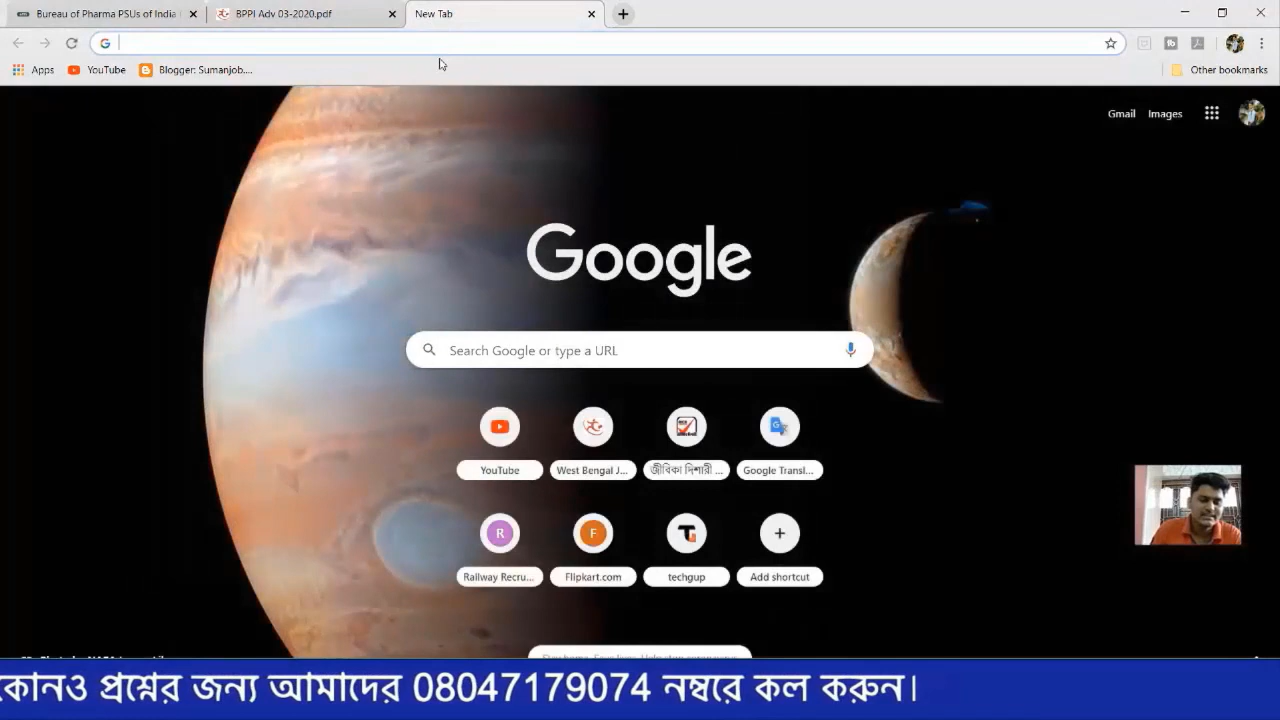 Bureau of Pharma PSUs of India
BPPI Adv 03-2020.pdf
New Tab
Apps
YouTube
Blogger: Sumanjob....
Other bookmarks
Gmail
Images
Google
Search Google or type a URL
YouTube
West Bengal J...
জীবিকা দিশারী ...
Google Transl...
Railway Recru...
Flipkart.com
techgup
Add shortcut
কোনও প্রশ্নের জন্য আমাদের 08047179074 নম্বরে কল করুন।